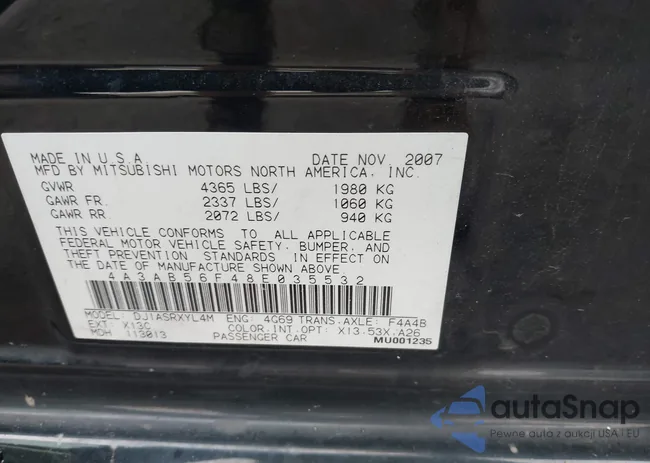 MADE IN U.S.A. DATE NOV. 2007
MFD BY MITSUBISHI MOTORS NORTH AMERICA, INC.
GVWR 4365 LBS/ 1980 KG
GAWR FR. 2337 LBS/ 1060 KG
GAWR RR. 2072 LBS/ 940 KG
THIS VEHICLE CONFORMS TO ALL APPLICABLE
FEDERAL MOTOR VEHICLE SAFETY, BUMPER, AND
THEFT PREVENTION STANDARDS IN EFFECT ON
THE DATE OF MANUFACTURE SHOWN ABOVE.
4A3AB56F48E035532
MODEL: DJ1ASRXYL4M ENG: 4G69 TRANS.AXLE: F4A4B
EXT: X13C COLOR.INT.OPT: X13.53X.A26
MDH 113013 PASSENGER CAR MU001235
autaSnap
Pewne auta z aukcji USA i EU